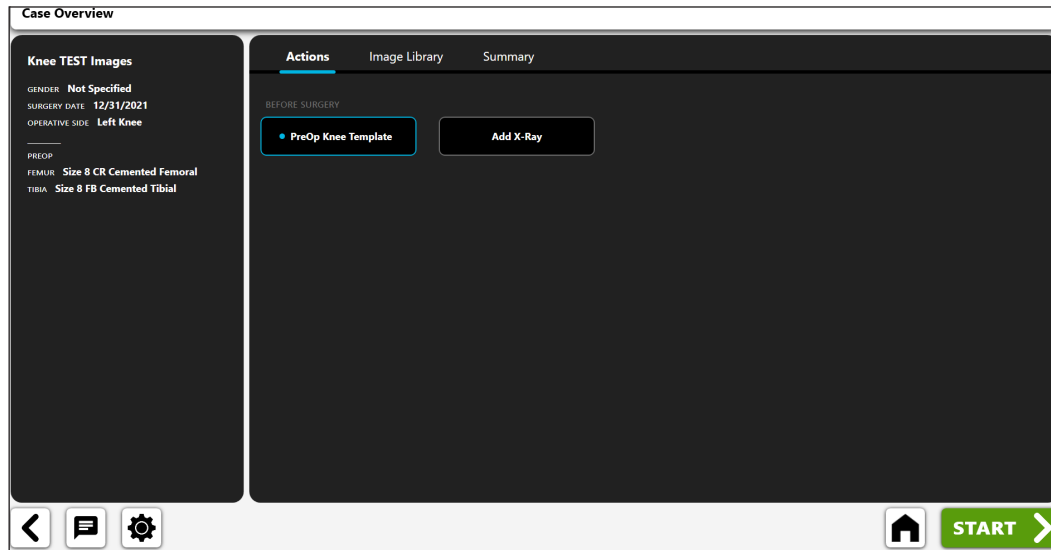 Case Overview
Knee TEST Images
GENDER Not Specified
SURGERY DATE 12/31/2021
OPERATIVE SIDE Left Knee
PREOP
FEMUR Size 8 CR Cemented Femoral
TIBIA Size 8 FB Cemented Tibial
Actions Image Library Summary
BEFORE SURGERY
PreOp Knee Template Add X-Ray
START